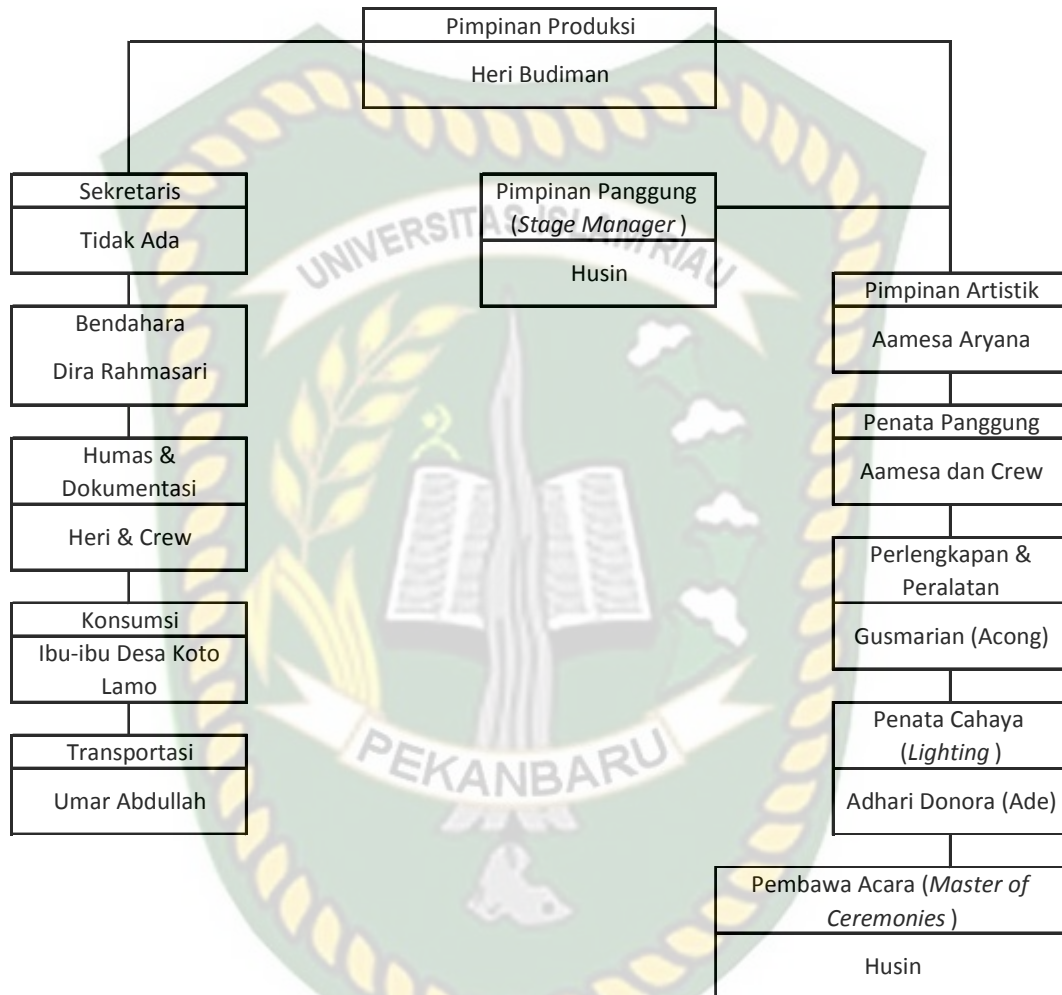 Pimpinan Produksi
Heri Budiman
Sekretaris
Tidak Ada
Bendahara
Dira Rahmasari
Humas &
Dokumentasi
Heri & Crew
Konsumsi
Ibu-ibu Desa Koto
Lamo
Transportasi
Umar Abdullah
Pimpinan Panggung
(Stage Manager )
Husin
Pimpinan Artistik
Aamesa Aryana
Penata Panggung
Aamesa dan Crew
Perlengkapan &
Peralatan
Gusmarian (Acong)
Penata Cahaya
(Lighting )
Adhari Donora (Ade)
Pembawa Acara (Master of
Ceremonies )
Husin
UNIVERSITAS ISLAM RIAU
PEKANBARU